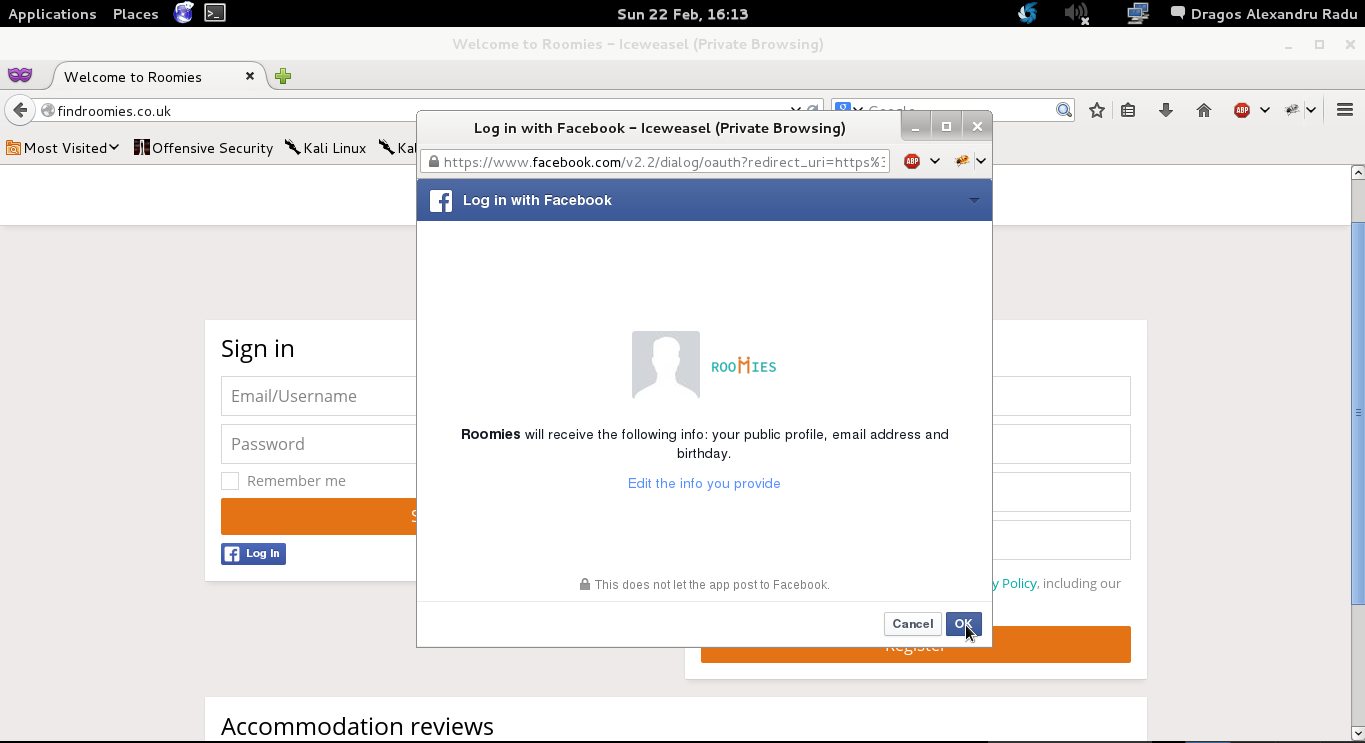 Applications Places Sun 22 Feb, 16:13 Dragos Alexandru Radu
Welcome to Roomies - Iceweasel (Private Browsing)
Welcome to Roomies
findroomies.co.uk Google
Most Visited Offensive Security Kali Linux
Log in with Facebook - Iceweasel (Private Browsing)
ABP
https://www.facebook.com/v2.2/dialog/oauth?redirect_uri=https%3
ABP
Log in with Facebook
ROOMIES
Roomies will receive the following info: your public profile, email address and
birthday.
Edit the info you provide
This does not let the app post to Facebook.
Cancel OK
Sign in
Email/Username
Password
Remember me
Log In
y Policy, including our
Register
Accommodation reviews